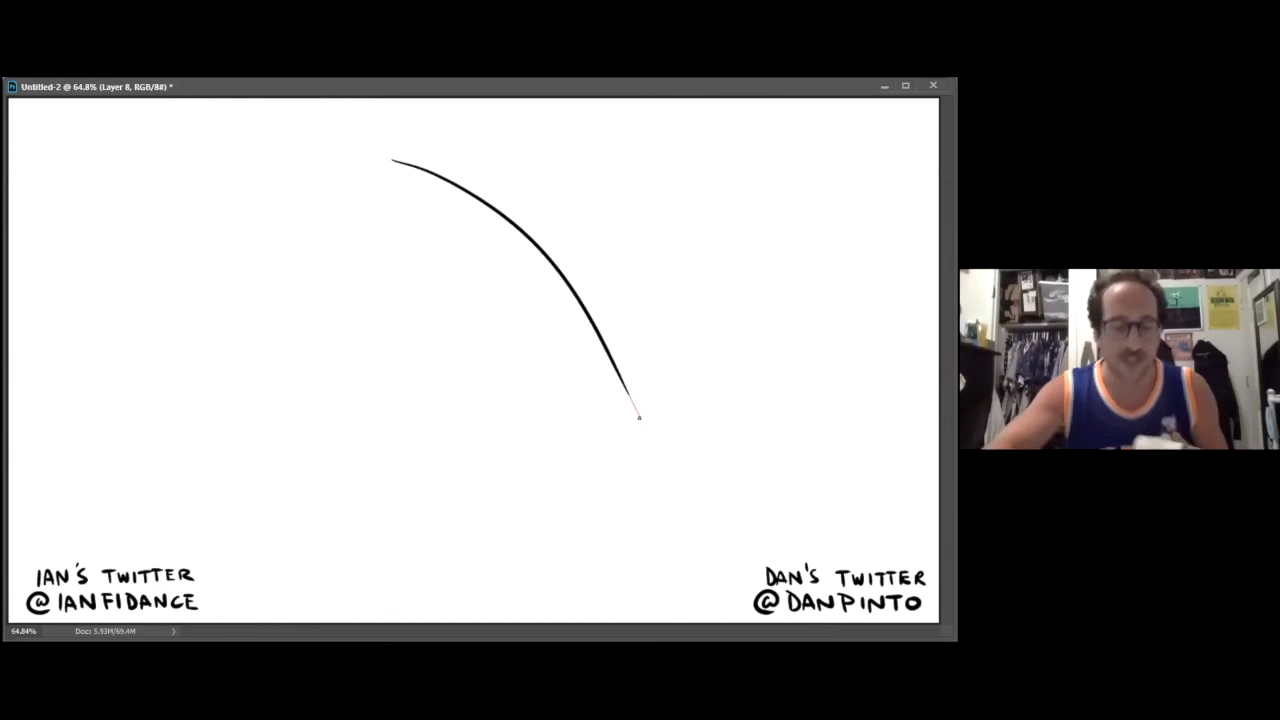 Untitled-2 @ 64.8% (Layer 8, RGB/8#) *
IAN'S TWITTER
@IANFIDANCE
DAN'S TWITTER
@DANPINTO
64.84%
Doc: 5.93M/69.4M